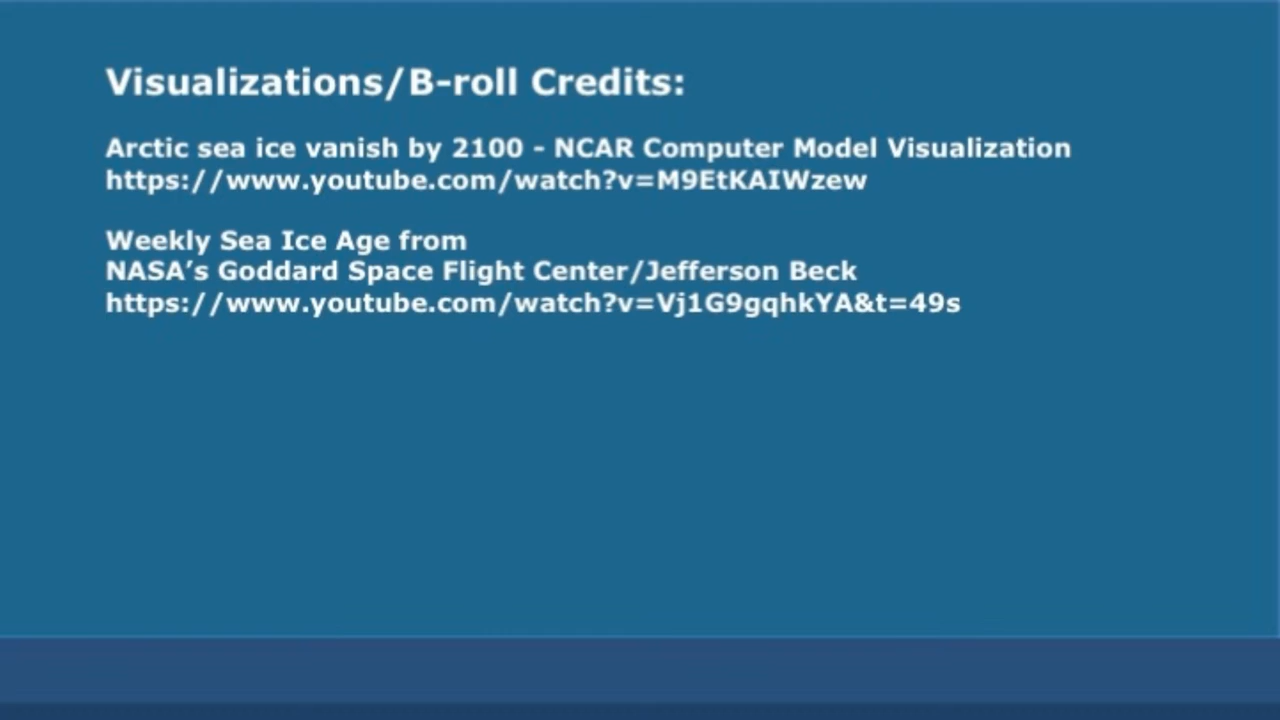 Visualizations/B-roll Credits:
Arctic sea ice vanish by 2100 - NCAR Computer Model Visualization
https://www.youtube.com/watch?v=M9EtKAIWzew
Weekly Sea Ice Age from
NASA’s Goddard Space Flight Center/Jefferson Beck
https://www.youtube.com/watch?v=Vj1G9gqhkYA&t=49s